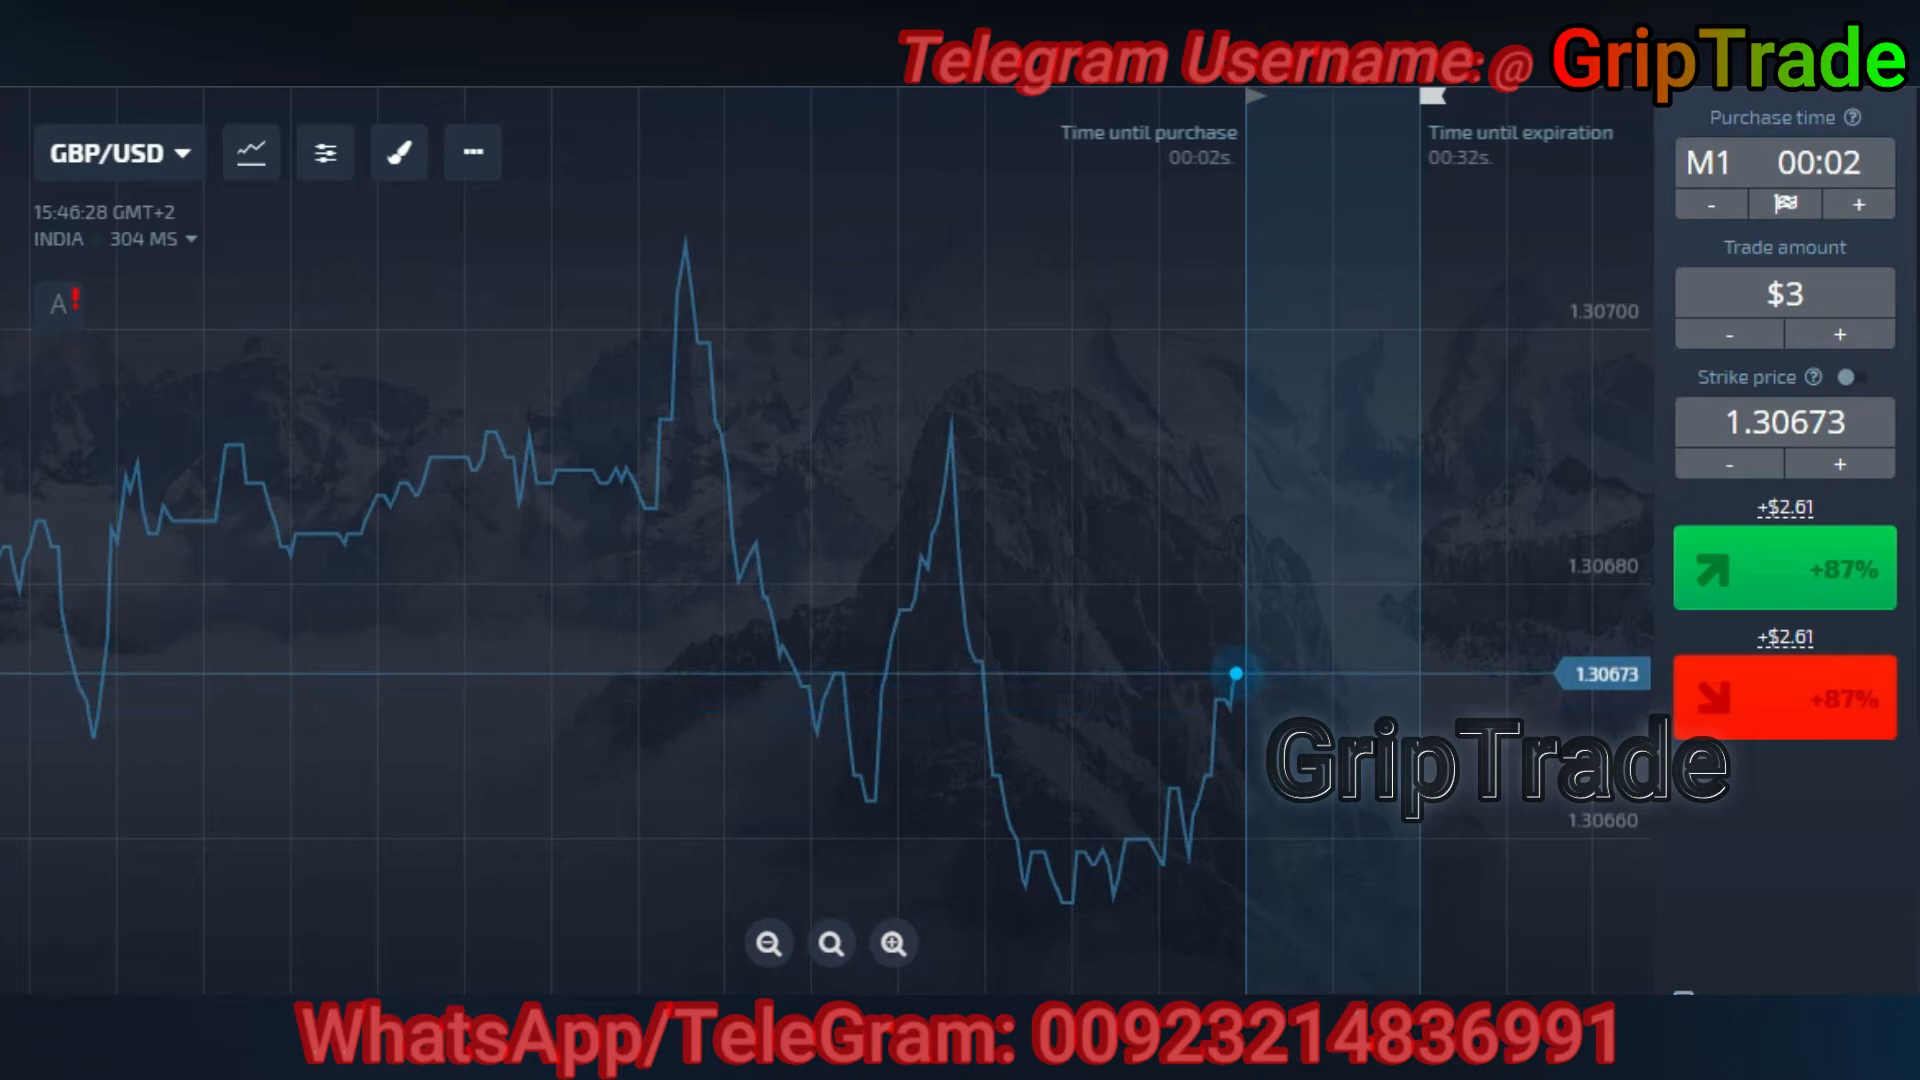 Telegram Username:@ GripTrade
GBP/USD
15:46:28 GMT+2
INDIA 304 MS
A!
Time until purchase
00:02s.
Time until expiration
00:32s.
1.30700
1.30680
1.30673
1.30660
Purchase time ?
M1 00:02
- +
Trade amount
$3
- +
Strike price ?
1.30673
- +
+$2.61
+87%
+$2.61
+87%
GripTrade
WhatsApp/TeleGram: 00923214836991